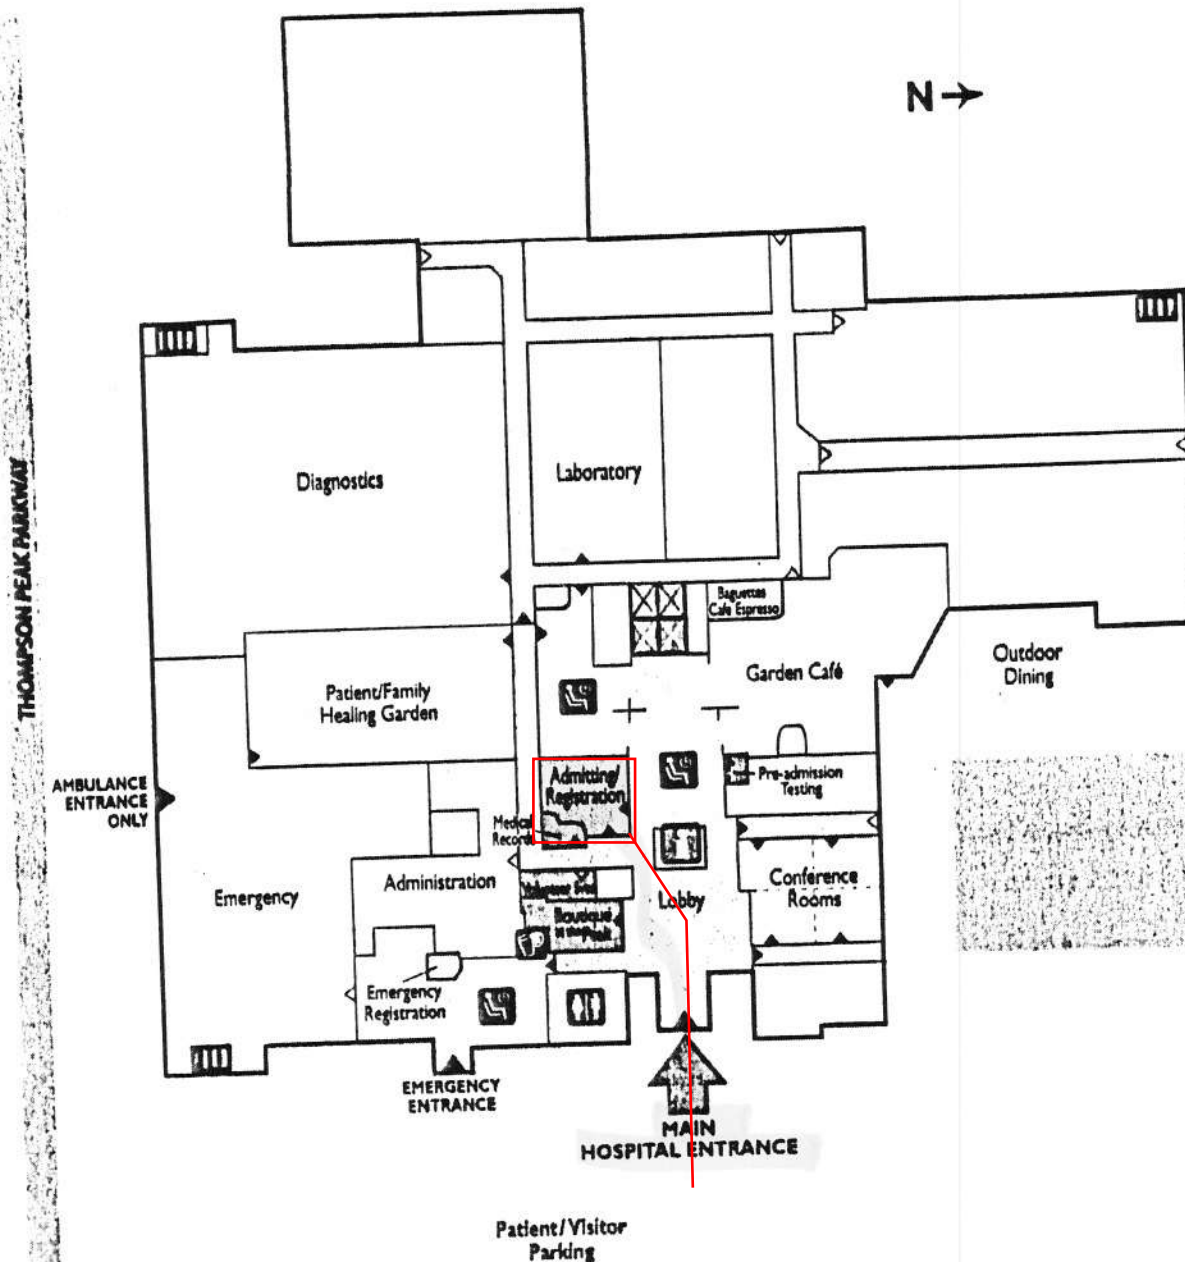 N
THOMPSON PEAK PARKWAY
Diagnostics
Laboratory
Baguettas
Cafe Espresso
Garden Café
Outdoor
Dining
Patient/Family
Healing Garden
AMBULANCE
ENTRANCE
ONLY
Admitting/
Registration
Medical
Records
Pre-admission
Testing
Conference
Rooms
Lobby
Administration
Emergency
Boutique
Peak
Emergency
Registration
EMERGENCY
ENTRANCE
MAIN
HOSPITAL ENTRANCE
Patient/Visitor
Parking